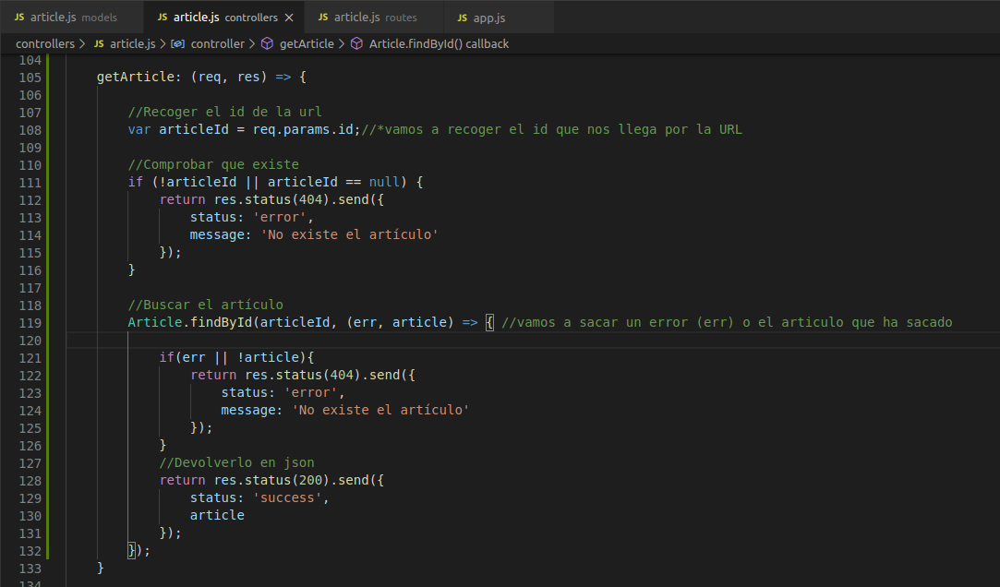 JS article.js models JS article.js controllers × JS article.js routes JS app.js
controllers > JS article.js > controller > getArticle > Article.findById() callback
104
105 getArticle: (req, res) => {
106
107 //Recoger el id de la url
108 var articleId = req.params.id;//*vamos a recoger el id que nos llega por la URL
109
110 //Comprobar que existe
111 if (!articleId || articleId == null) {
112 return res.status(404).send({
113 status: 'error',
114 message: 'No existe el artículo'
115 });
116 }
117
118 //Buscar el artículo
119 Article.findById(articleId, (err, article) => { //vamos a sacar un error (err) o el articulo que ha sacado
120
121 if(err || !article){
122 return res.status(404).send({
123 status: 'error',
124 message: 'No existe el artículo'
125 });
126 }
127 //Devolverlo en json
128 return res.status(200).send({
129 status: 'success',
130 article
131 });
132 });
133 }
134